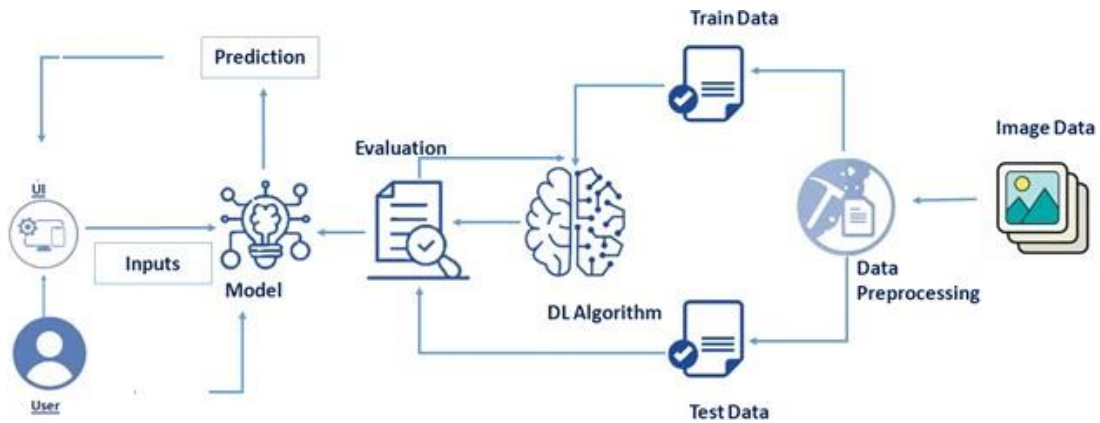 Train Data
Prediction
Image Data
Evaluation
UI
Inputs
Model
Data
Preprocessing
DL Algorithm
User
Test Data